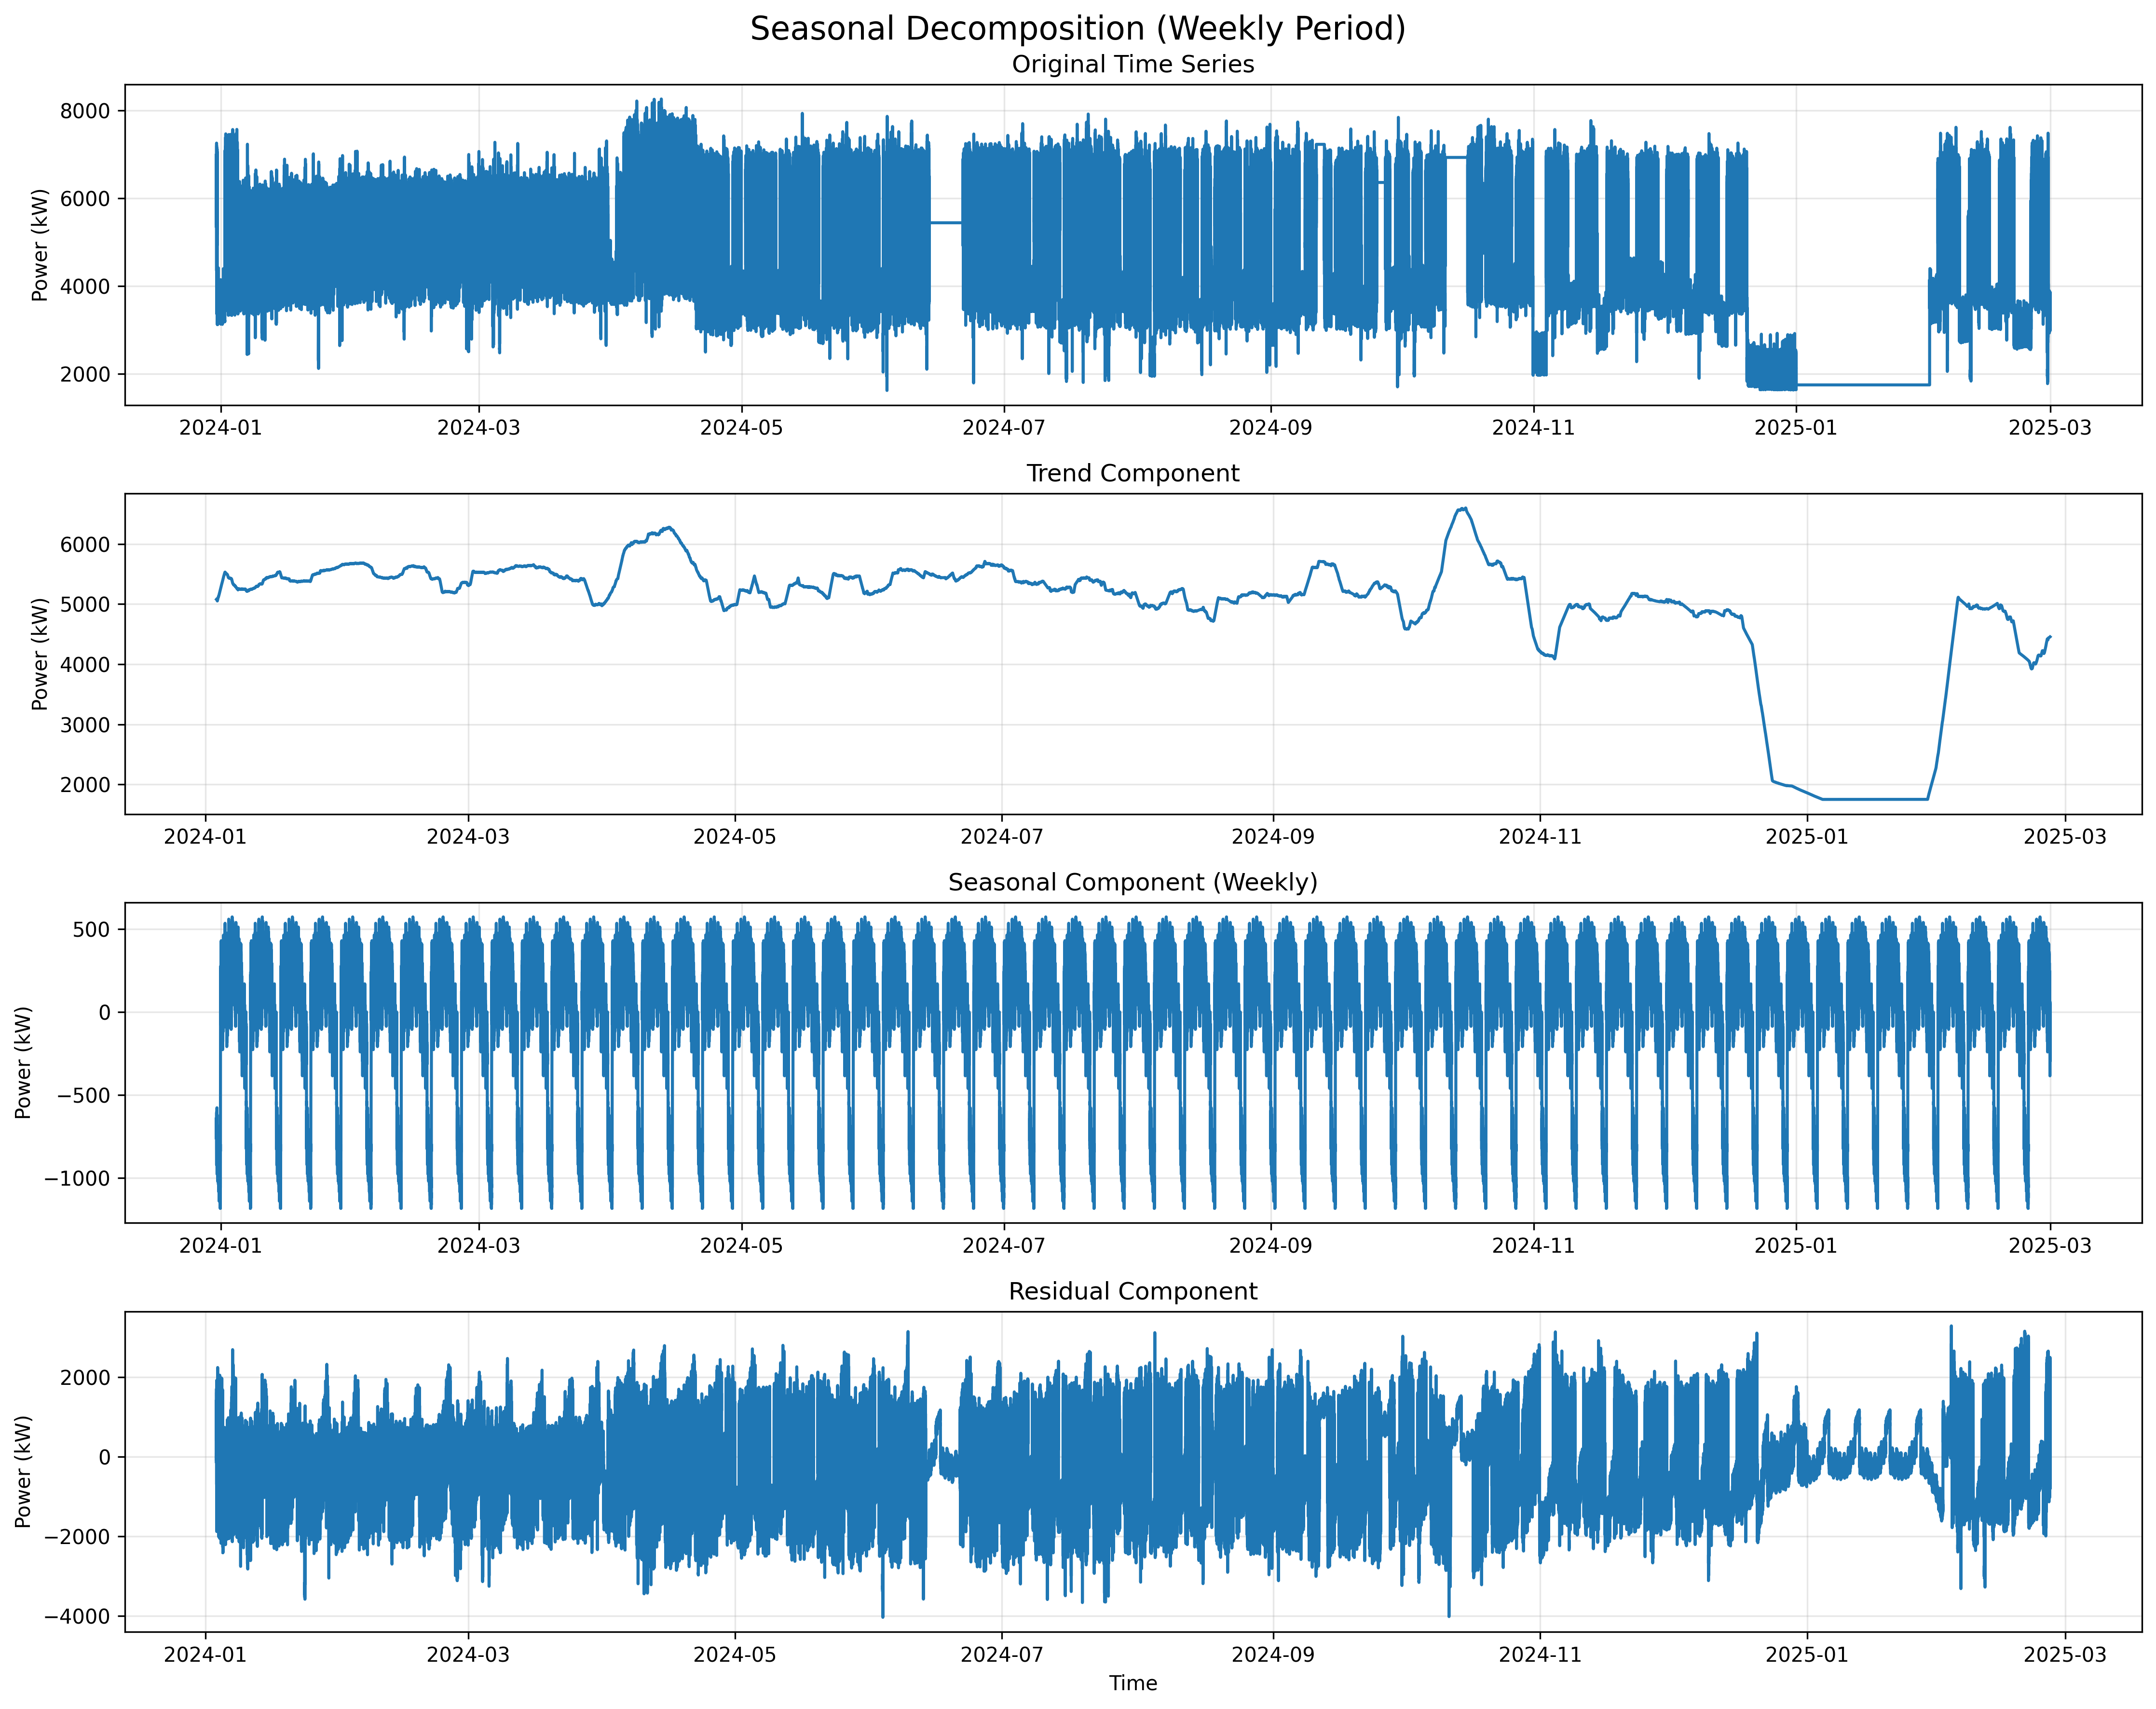 Seasonal Decomposition (Weekly Period)
Original Time Series
Power (kW)
8000
6000
4000
2000
2024-01 2024-03 2024-05 2024-07 2024-09 2024-11 2025-01 2025-03
Trend Component
Power (kW)
6000
5000
4000
3000
2000
2024-01 2024-03 2024-05 2024-07 2024-09 2024-11 2025-01 2025-03
Seasonal Component (Weekly)
Power (kW)
500
0
−500
−1000
2024-01 2024-03 2024-05 2024-07 2024-09 2024-11 2025-01 2025-03
Residual Component
Power (kW)
2000
0
−2000
−4000
2024-01 2024-03 2024-05 2024-07 2024-09 2024-11 2025-01 2025-03
Time